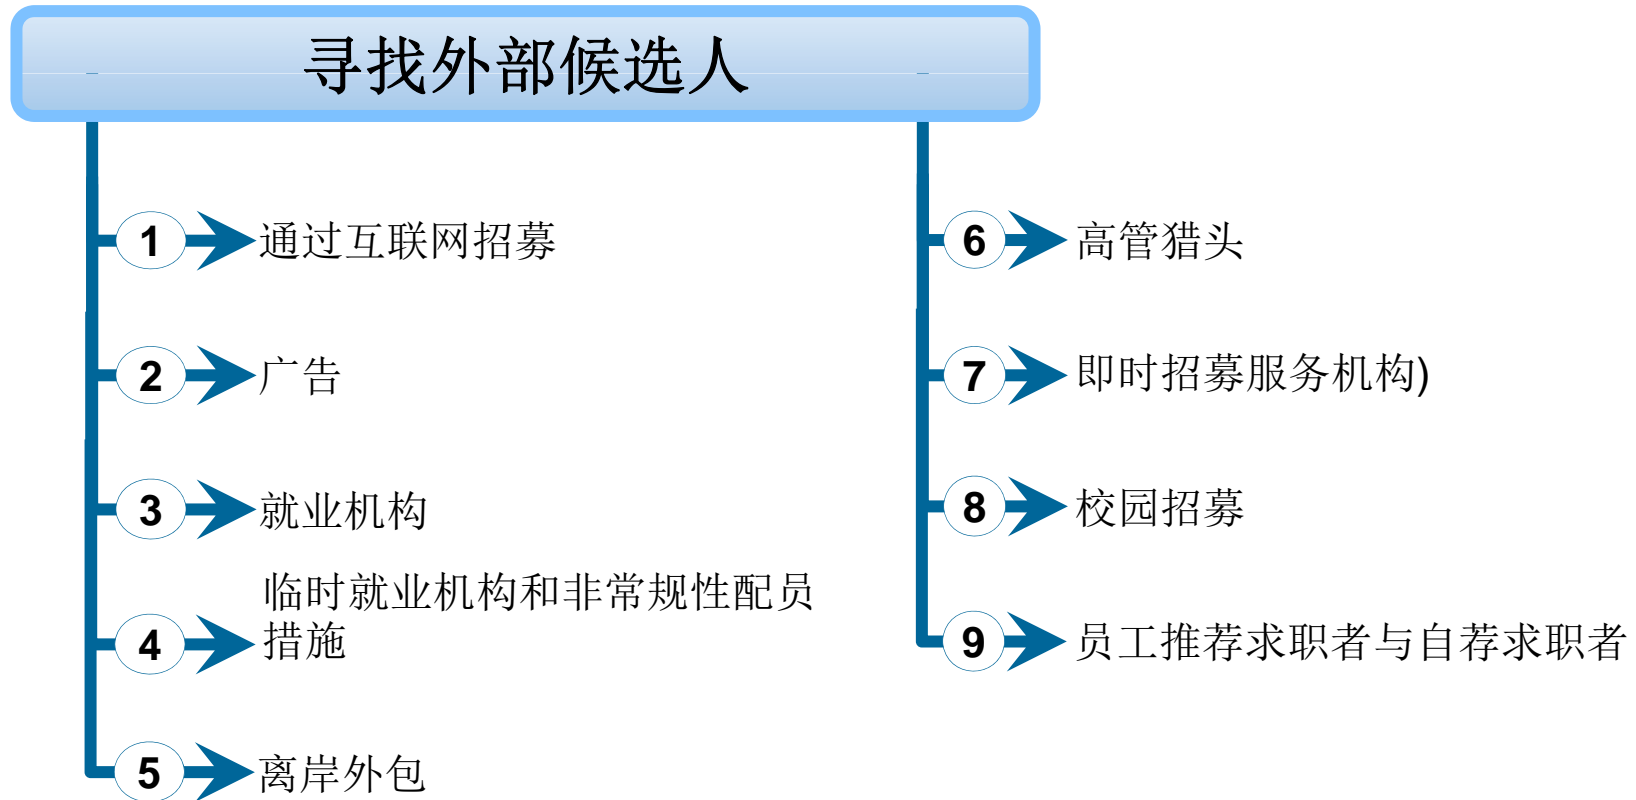 寻找外部候选人
1 通过互联网招募
2 广告
3 就业机构
4 临时就业机构和非常规性配员
措施
5 离岸外包
6 高管猎头
7 即时招募服务机构)
8 校园招募
9 员工推荐求职者与自荐求职者